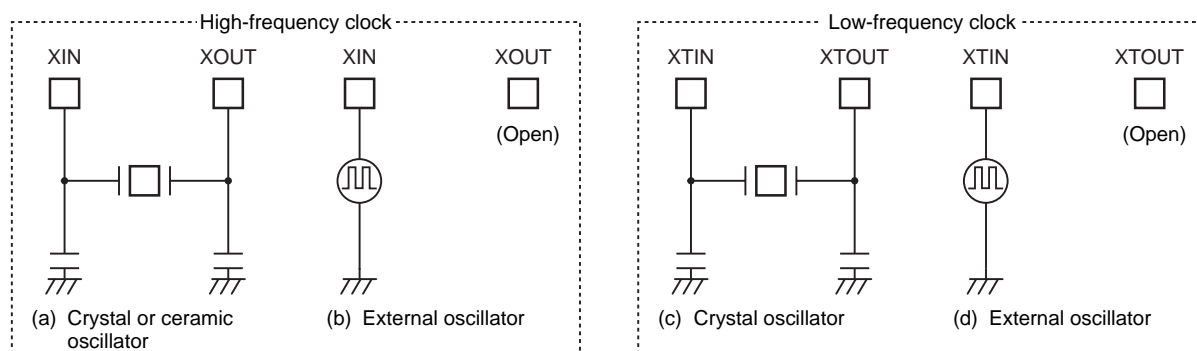 High-frequency clock
XIN XOUT XIN XOUT
(Open)
(a) Crystal or ceramic oscillator
(b) External oscillator
Low-frequency clock
XTIN XTOUT XTIN XTOUT
(Open)
(c) Crystal oscillator
(d) External oscillator